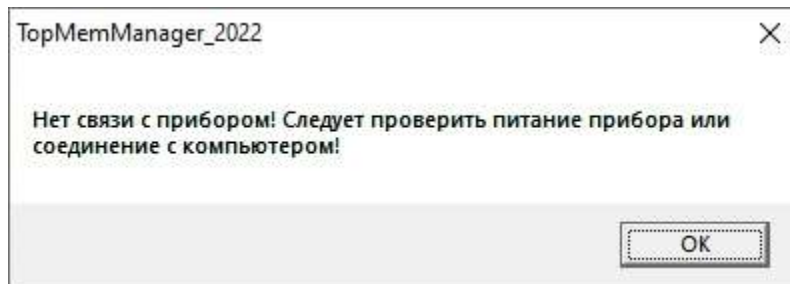 TopMemManager_2022
Нет связи с прибором! Следует проверить питание прибора или
соединение с компьютером!
OK